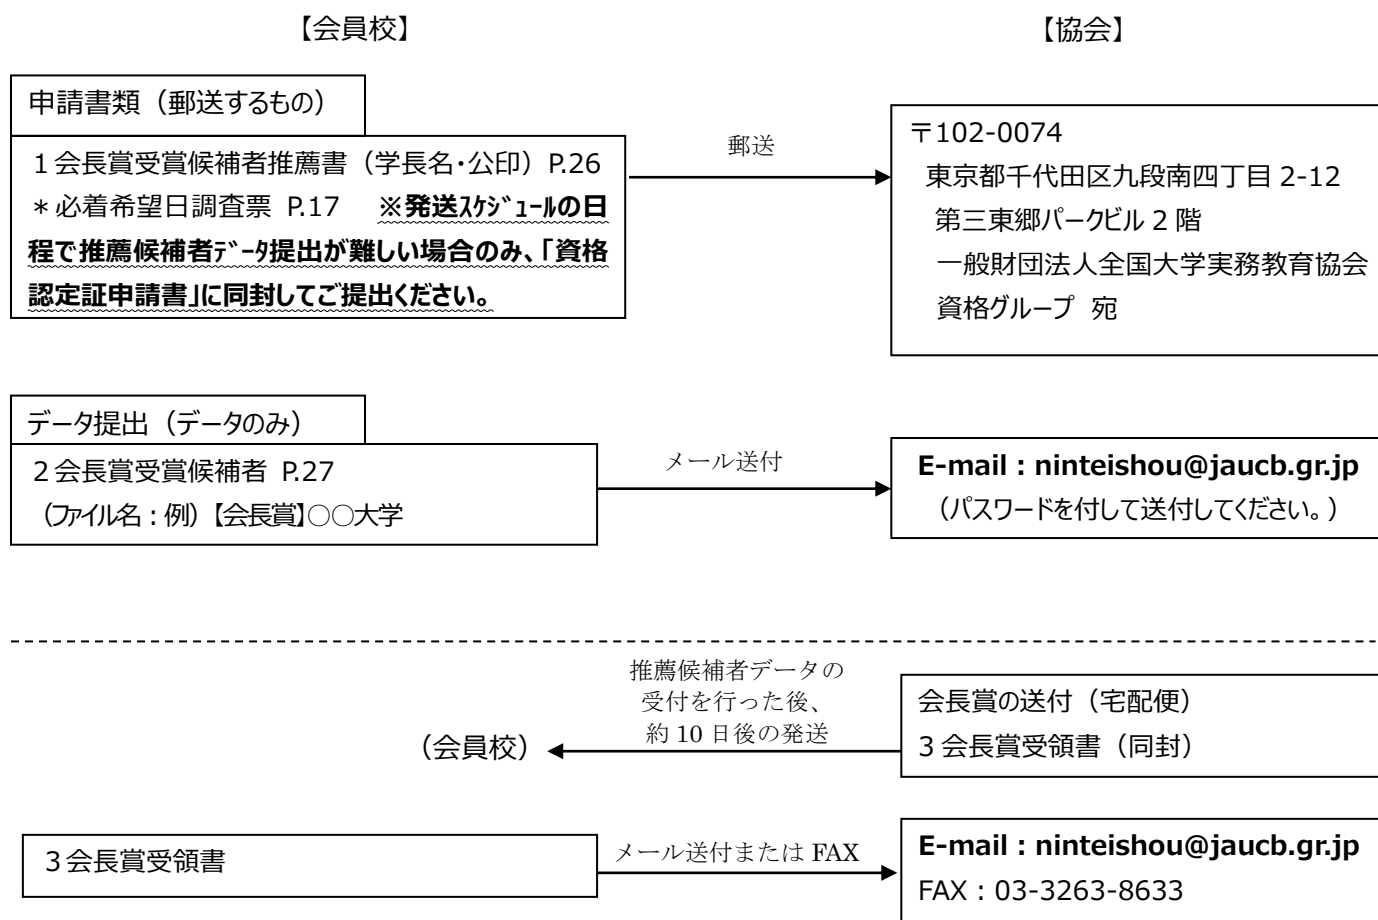 【会員校】
【協会】
申請書類（郵送するもの）
１会長賞受賞候補者推薦書（学長名・公印）P.26
＊必着希望日調査票 P.17　※発送ｽｹｼﾞｭｰﾙの日
程で推薦候補者ﾃﾞｰﾀ提出が難しい場合のみ、「資格
認定証申請書」に同封してご提出ください。
郵送
〒102-0074
東京都千代田区九段南四丁目 2-12
第三東郷パークビル 2 階
一般財団法人全国大学実務教育協会
資格グループ 宛
データ提出（データのみ）
２会長賞受賞候補者 P.27
（ファイル名：例）【会長賞】○○大学
メール送付
E-mail：ninteishou@jaucb.gr.jp
（パスワードを付して送付してください。）
推薦候補者データの
受付を行った後、
約 10 日後の発送
（会員校）
会長賞の送付（宅配便）
３会長賞受領書（同封）
３会長賞受領書
メール送付または FAX
E-mail：ninteishou@jaucb.gr.jp
FAX：03-3263-8633